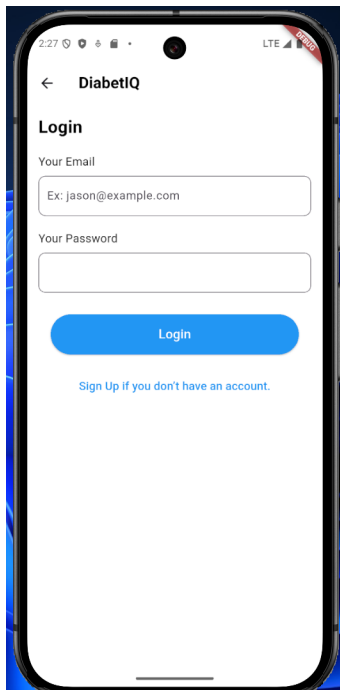 2:27
LTE
DEBUG
DiabetIQ
Login
Your Email
Ex: jason@example.com
Your Password
Login
Sign Up if you don't have an account.